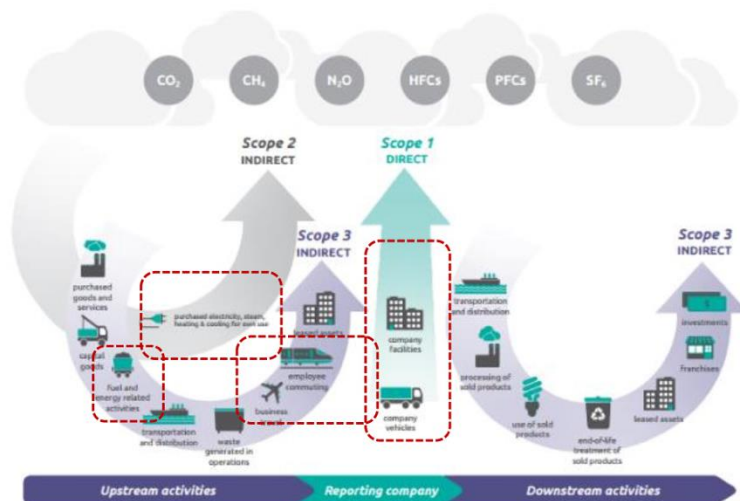 CO₂ CH₄ N₂O HFCs PFCs SF₆
Scope 2
INDIRECT
Scope 1
DIRECT
Scope 3
INDIRECT
Scope 3
INDIRECT
purchased
goods and
services
capital
goods
fuel and
energy related
activities
transportation
and distribution
waste
generated in
operations
business
employee
commuting
leased assets
purchased electricity, steam,
heating & cooling for own use
company
facilities
company
vehicles
transportation
and distribution
processing of
sold products
use of sold
products
end-of-life
treatment of
sold products
leased assets
franchises
investments
Upstream activities
Reporting company
Downstream activities